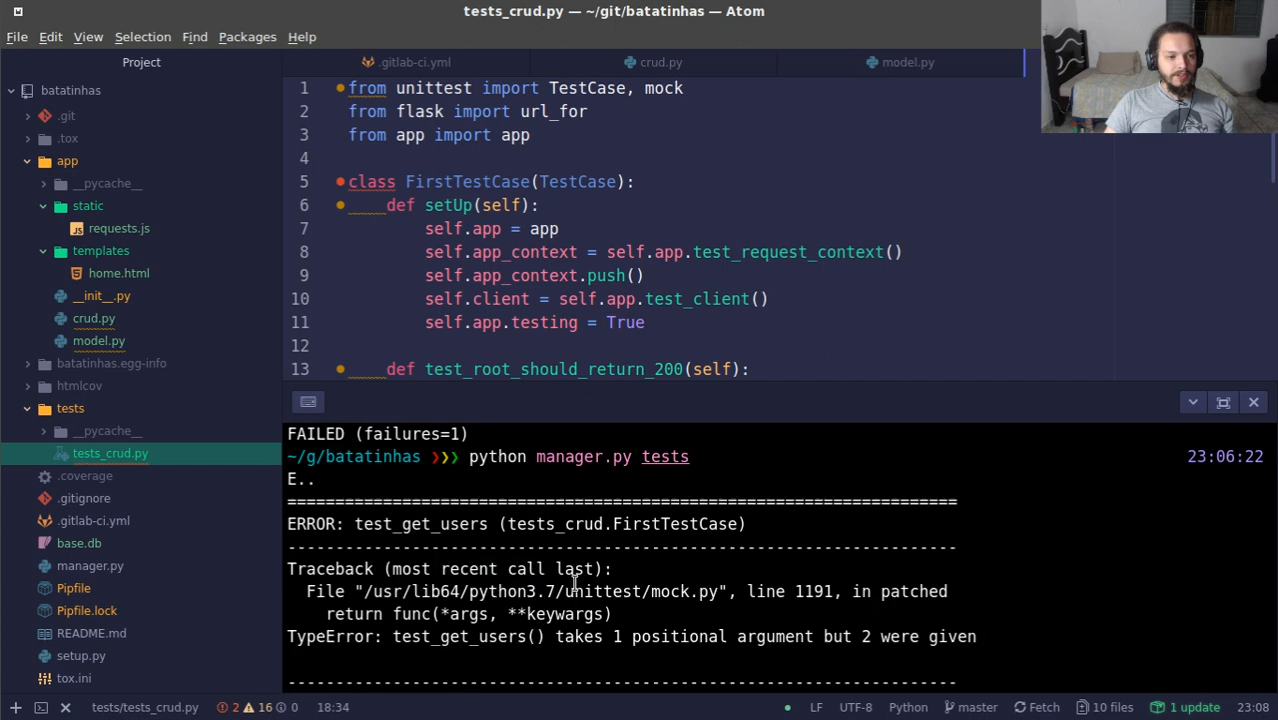 tests_crud.py — ~/git/batatinhas — Atom
File Edit View Selection Find Packages Help
Project
batatinhas
.git
.tox
app
__pycache__
static
requests.js
templates
home.html
__init__.py
crud.py
model.py
batatinhas.egg-info
htmlcov
tests
__pycache__
tests_crud.py
.coverage
.gitignore
.gitlab-ci.yml
base.db
manager.py
Pipfile
Pipfile.lock
README.md
setup.py
tox.ini
.gitlab-ci.yml crud.py model.py
1 from unittest import TestCase, mock
2 from flask import url_for
3 from app import app
4
5 class FirstTestCase(TestCase):
6 def setUp(self):
7 self.app = app
8 self.app_context = self.app.test_request_context()
9 self.app_context.push()
10 self.client = self.app.test_client()
11 self.app.testing = True
12
13 def test_root_should_return_200(self):
FAILED (failures=1)
~/g/batatinhas ❯❯❯ python manager.py tests 23:06:22
E..
======================================================================
ERROR: test_get_users (tests_crud.FirstTestCase)
----------------------------------------------------------------------
Traceback (most recent call last):
File "/usr/lib64/python3.7/unittest/mock.py", line 1191, in patched
return func(*args, **keywargs)
TypeError: test_get_users() takes 1 positional argument but 2 were given
----------------------------------------------------------------------
tests/tests_crud.py 2 16 0 18:34 LF UTF-8 Python master Fetch 10 files 1 update 23:08